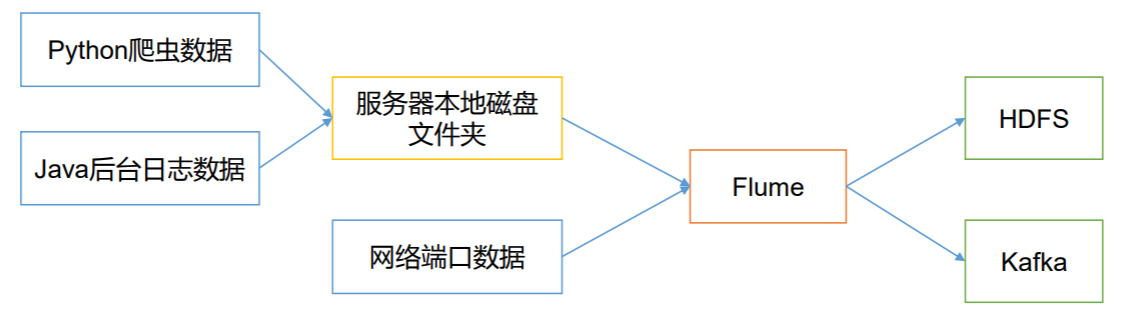 Python爬虫数据
Java后台日志数据
服务器本地磁盘
文件夹
网络端口数据
Flume
HDFS
Kafka